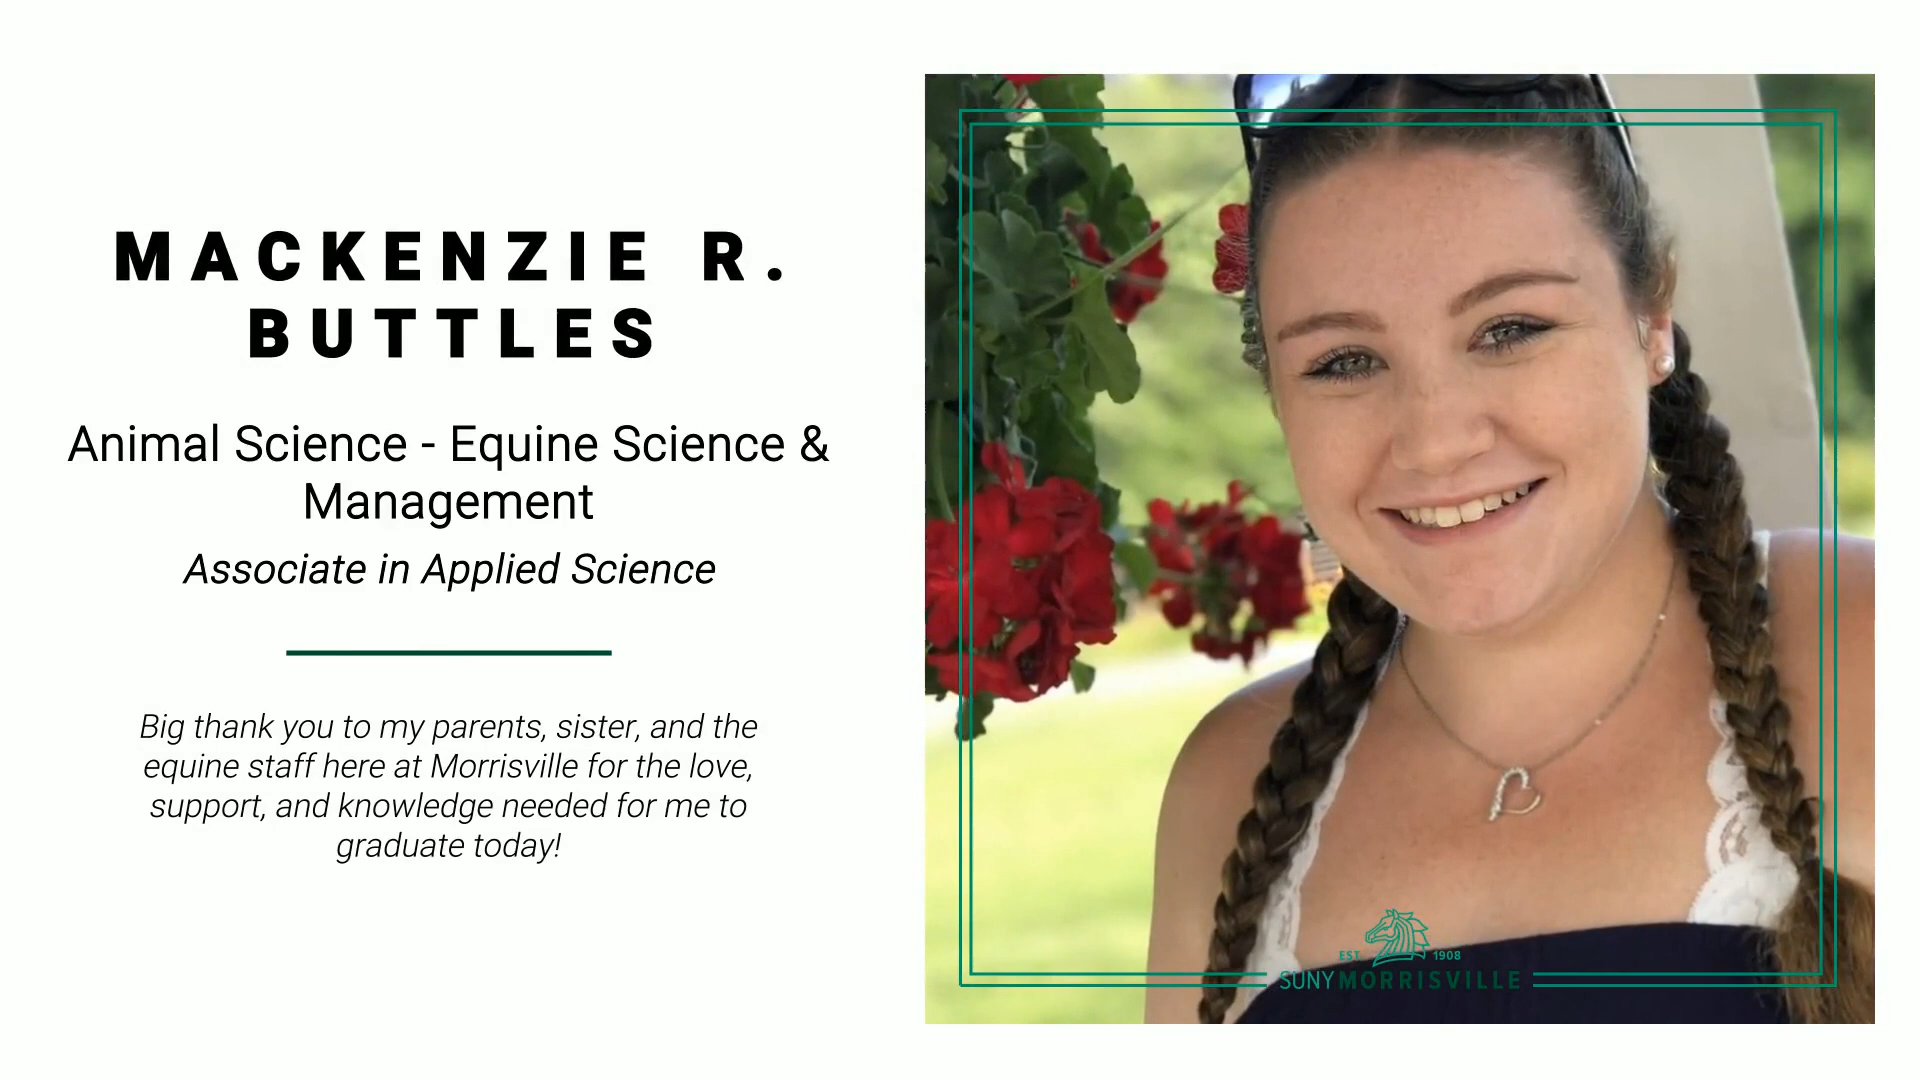 MACKENZIE R.
BUTTLES
Animal Science - Equine Science &
Management
Associate in Applied Science
Big thank you to my parents, sister, and the
equine staff here at Morrisville for the love,
support, and knowledge needed for me to
graduate today!
EST 1908
SUNY MORRISVILLE